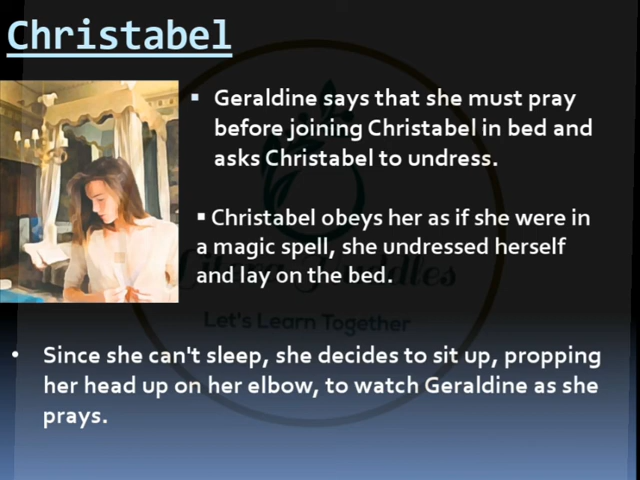 Christabel
▪ Geraldine says that she must pray
before joining Christabel in bed and
asks Christabel to undress.
▪ Christabel obeys her as if she were in
a magic spell, she undressed herself
and lay on the bed.
Let's Learn Together
• Since she can't sleep, she decides to sit up, propping
her head up on her elbow, to watch Geraldine as she
prays.